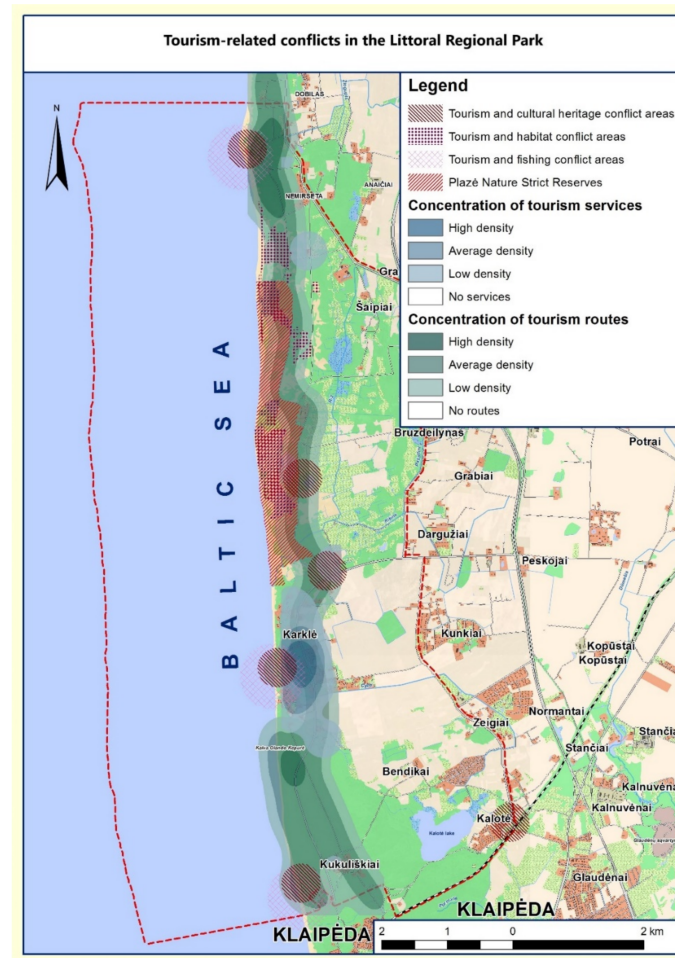 Tourism-related conflicts in the Littoral Regional Park
N
Legend
Tourism and cultural heritage conflict areas
Tourism and habitat conflict areas
Tourism and fishing conflict areas
Plazė Nature Strict Reserves
Concentration of tourism services
High density
Average density
Low density
No services
Concentration of tourism routes
High density
Average density
Low density
No routes
DOBILAS
NEMIRSETA
ANAIČIAI
Gra
Šaipiai
BALTIC SEA
Bruzdeilynas
Potrai
Grabiai
Dargužiai
Peskojai
Karklė
Kunkiai
Kopūstai
Kopūstai
Normantai
Zeigiai
Stančiai
Stančia
Bendikai
Kalnuvėna
Kalnuvėnai
Kalotė
Kalotė lake
Kukuliškiai
Glaudėnai
KLAIPĖDA
KLAIPĖDA
2 1 0 2 km